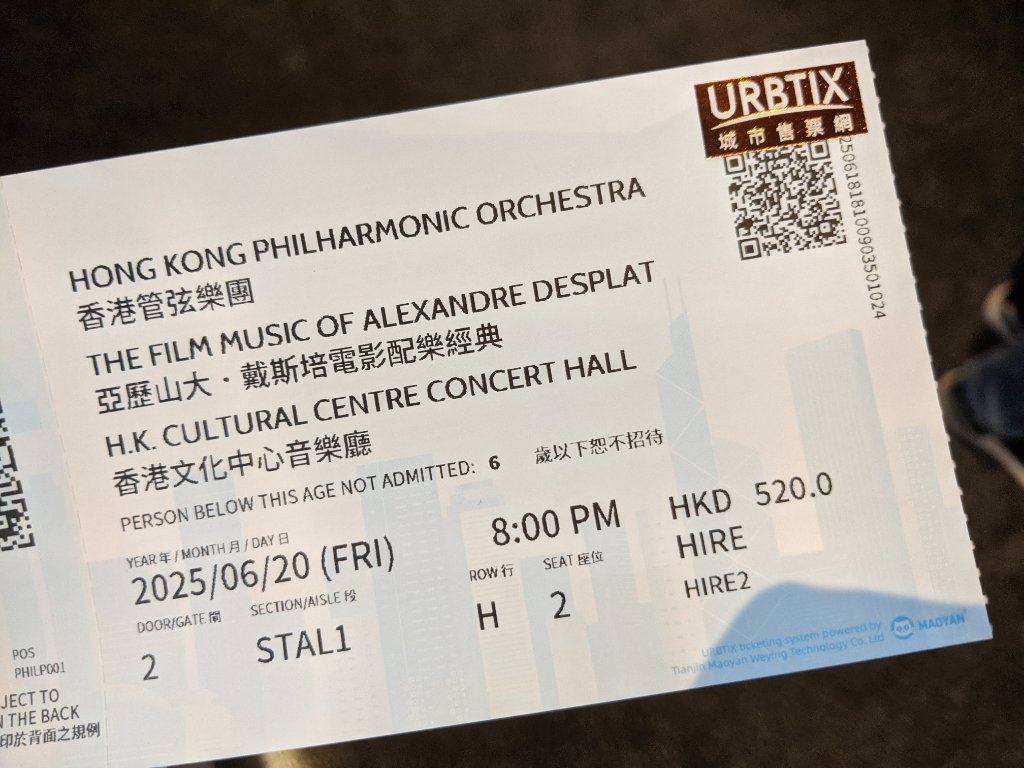 URBTIX
城市售票網
25061818100903501024
HONG KONG PHILHARMONIC ORCHESTRA
香港管弦樂團
THE FILM MUSIC OF ALEXANDRE DESPLAT
亞歷山大・戴斯培電影配樂經典
H.K. CULTURAL CENTRE CONCERT HALL
香港文化中心音樂廳
PERSON BELOW THIS AGE NOT ADMITTED: 6 歲以下恕不招待
YEAR 年 / MONTH 月 / DAY 日
2025/06/20 (FRI) 8:00 PM HKD 520.0
DOOR/GATE 閘 SECTION/AISLE 段 ROW 行 SEAT 座位 HIRE
2 STAL1 H 2 HIRE2
URBTIX ticketing system powered by
Tianjin Maoyan Weying Technology Co. Ltd
MAOYAN
POS
PHILP001
JECT TO
N THE BACK
印於背面之規例